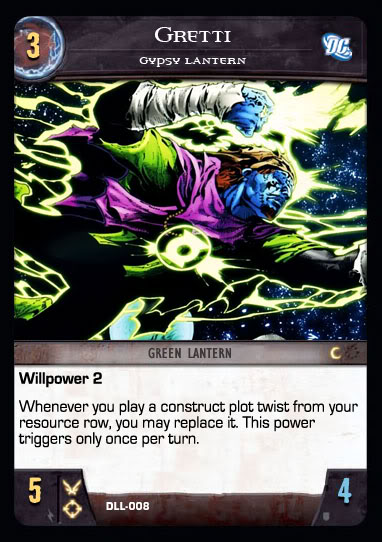 3
Gretti
DC
Gypsy Lantern
GREEN LANTERN
C
Willpower 2
Whenever you play a construct plot twist from your
resource row, you may replace it. This power
triggers only once per turn.
5
DLL-008
4